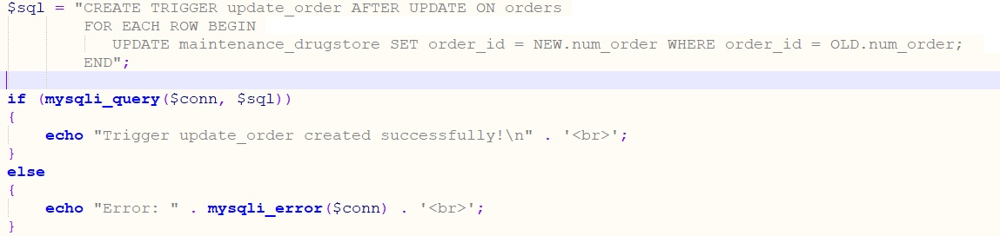 $sql = "CREATE TRIGGER update_order AFTER UPDATE ON orders
FOR EACH ROW BEGIN
UPDATE maintenance_drugstore SET order_id = NEW.num_order WHERE order_id = OLD.num_order;
END";
if (mysqli_query($conn, $sql))
{
echo "Trigger update_order created successfully!\n" . '<br>';
}
else
{
echo "Error: " . mysqli_error($conn) . '<br>';
}